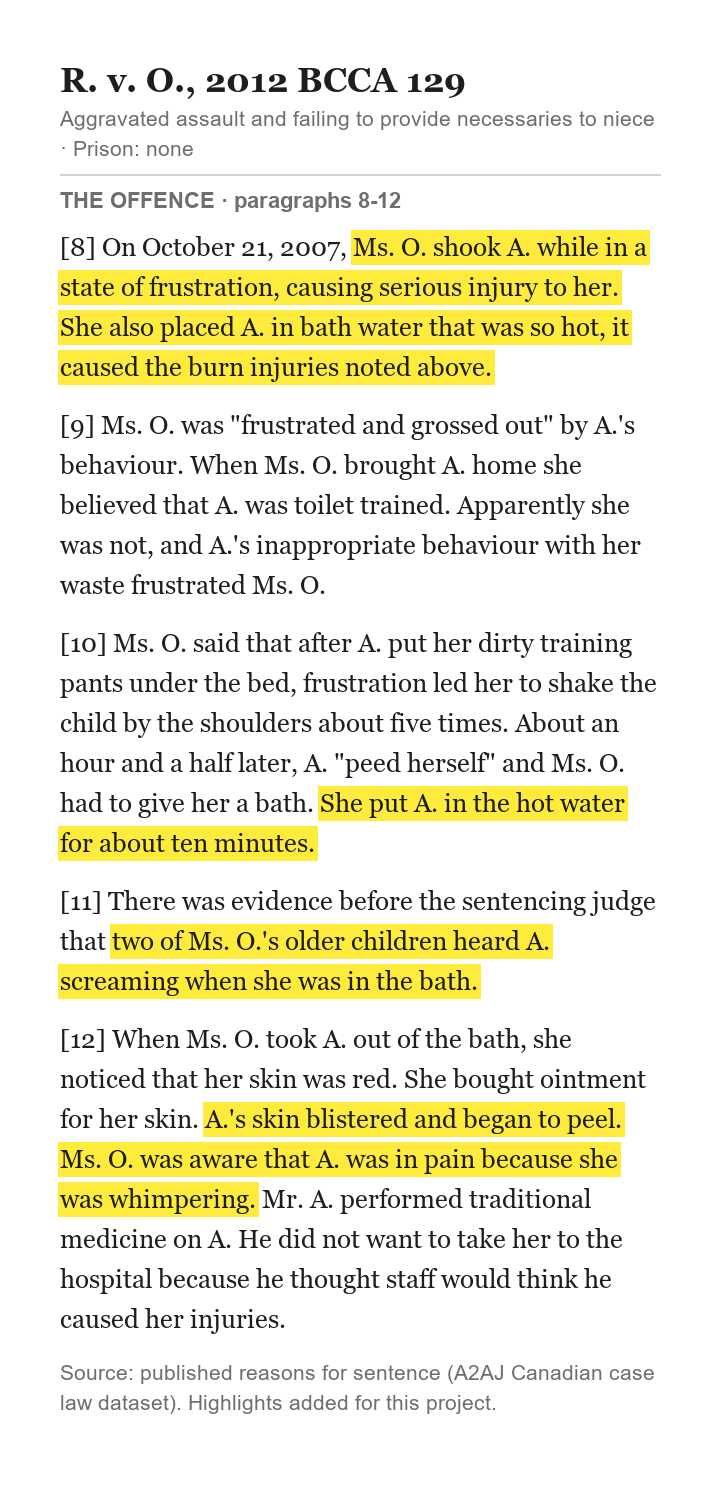 R. v. O., 2012 BCCA 129
Aggravated assault and failing to provide necessaries to niece
· Prison: none
THE OFFENCE · paragraphs 8-12
[8] On October 21, 2007, Ms. O. shook A. while in a
state of frustration, causing serious injury to her.
She also placed A. in bath water that was so hot, it
caused the burn injuries noted above.
[9] Ms. O. was "frustrated and grossed out" by A.'s
behaviour. When Ms. O. brought A. home she
believed that A. was toilet trained. Apparently she
was not, and A.'s inappropriate behaviour with her
waste frustrated Ms. O.
[10] Ms. O. said that after A. put her dirty training
pants under the bed, frustration led her to shake the
child by the shoulders about five times. About an
hour and a half later, A. "peed herself" and Ms. O.
had to give her a bath. She put A. in the hot water
for about ten minutes.
[11] There was evidence before the sentencing judge
that two of Ms. O.'s older children heard A.
screaming when she was in the bath.
[12] When Ms. O. took A. out of the bath, she
noticed that her skin was red. She bought ointment
for her skin. A.'s skin blistered and began to peel.
Ms. O. was aware that A. was in pain because she
was whimpering. Mr. A. performed traditional
medicine on A. He did not want to take her to the
hospital because he thought staff would think he
caused her injuries.
Source: published reasons for sentence (A2AJ Canadian case
law dataset). Highlights added for this project.